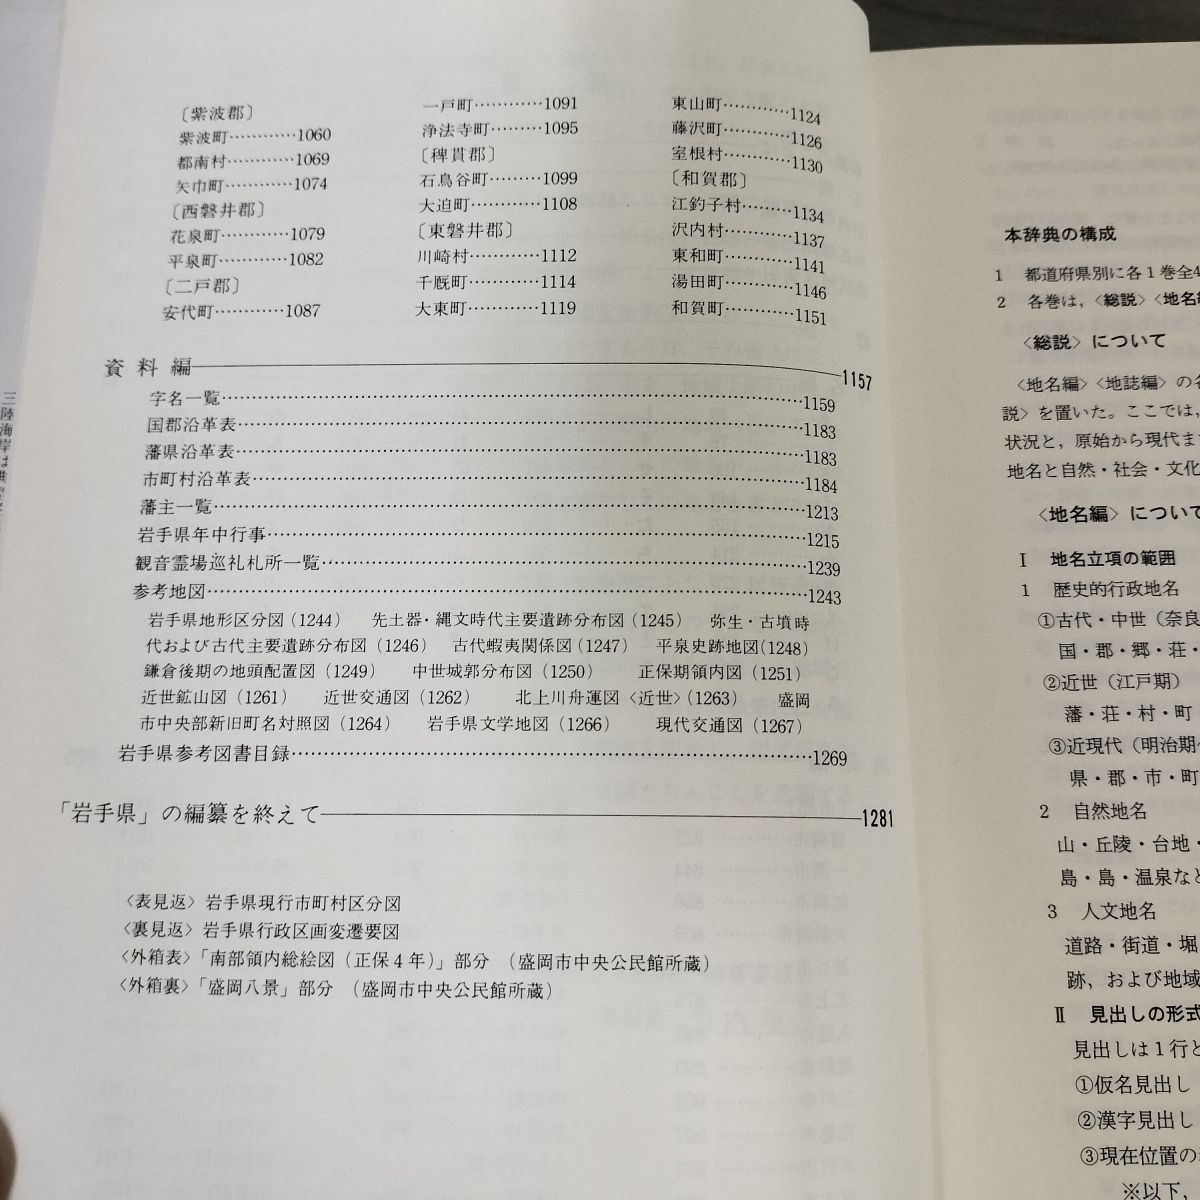 〔紫波郡〕
紫波町…………1060
都南村…………1069
矢巾町…………1074
〔西磐井郡〕
花泉町…………1079
平泉町…………1082
〔二戸郡〕
安代町…………1087
一戸町…………1091
浄法寺町………1095
〔稗貫郡〕
石鳥谷町………1099
大迫町…………1108
〔東磐井郡〕
川崎村…………1112
千厩町…………1114
大東町…………1119
東山町…………1124
藤沢町…………1126
室根村…………1130
〔和賀郡〕
江釣子村………1134
沢内村…………1137
東和町…………1141
湯田町…………1146
和賀町…………1151
資料編――1157
字名一覧……1159
国郡沿革表……1183
藩県沿革表……1183
市町村沿革表……1184
藩主一覧……1213
岩手県年中行事……1215
観音霊場巡礼札所一覧……1239
参考地図……1243
岩手県地形区分図（1244） 先土器・縄文時代主要遺跡分布図（1245） 弥生・古墳時
代および古代主要遺跡分布図（1246） 古代蝦夷関係図（1247） 平泉史跡地図（1248）
鎌倉後期の地頭配置図（1249） 中世城郭分布図（1250） 正保期領内図（1251）
近世鉱山図（1261） 近世交通図（1262） 北上川舟運図〈近世〉（1263） 盛岡
市中央部新旧町名対照図（1264） 岩手県文学地図（1266） 現代交通図（1267）
岩手県参考図書目録……1269
「岩手県」の編纂を終えて――1281
〈表見返〉岩手県現行市町村区分図
〈裏見返〉岩手県行政区画変遷要図
〈外箱表〉「南部領内総絵図（正保4年）」部分 （盛岡市中央公民館所蔵）
〈外箱裏〉「盛岡八景」部分 （盛岡市中央公民館所蔵）
三陸海岸は
本辞典の構成
1 都道府県別に各1巻全4
2 各巻は，〈総説〉〈地名編
〈総説〉について
〈地名編〉〈地誌編〉の各
説〉を置いた。ここでは，
状況と，原始から現代ま
地名と自然・社会・文化
〈地名編〉について
Ⅰ 地名立項の範囲
1 歴史的行政地名
①古代・中世（奈良
国・郡・郷・荘・
②近世（江戸期）
藩・荘・村・町
③近現代（明治期
県・郡・市・町
2 自然地名
山・丘陵・台地・
島・島・温泉など
3 人文地名
道路・街道・堀
跡，および地域
Ⅱ 見出しの形式
見出しは1行と
①仮名見出し
②漢字見出し
③現在位置の
※以下，